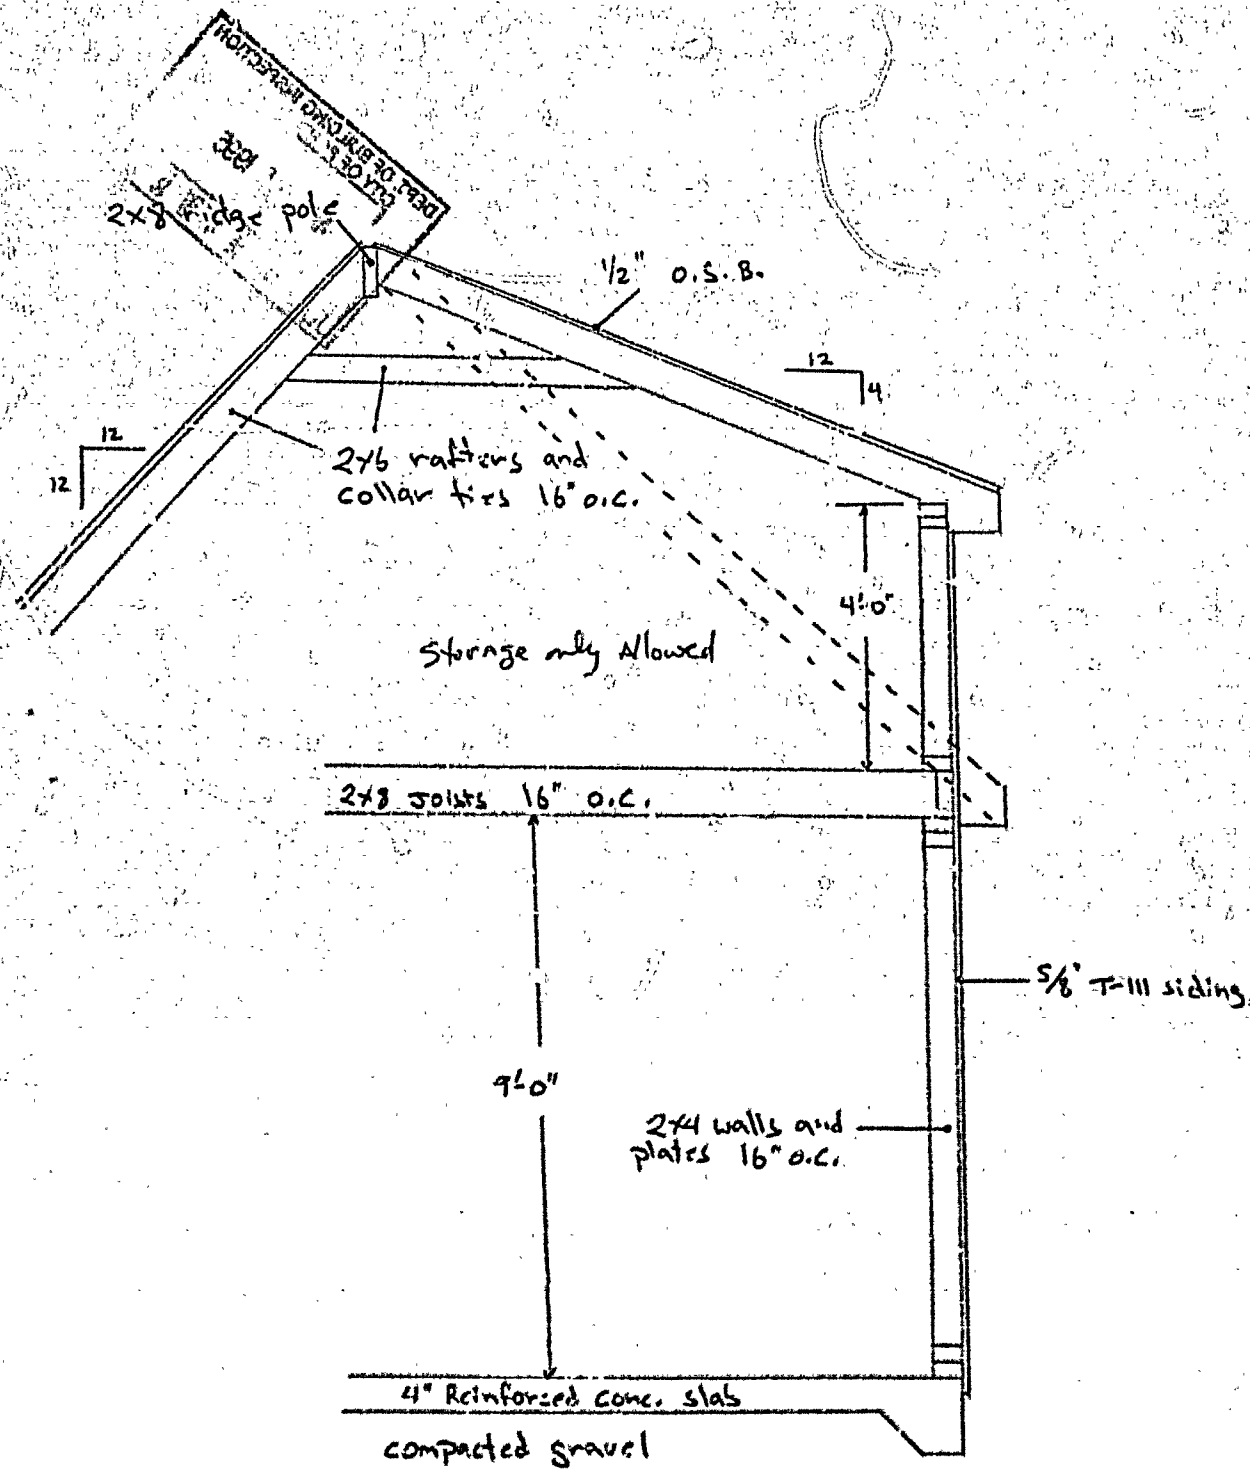 DEPT OF BUILDING INSPECTION
CITY OF
2x8 Ridge pole
1/2" O.S.B.
12
4
12
12
2x6 rafters and
collar ties 16" o.c.
4'-0"
Storage only Allowed
2x8 Joists 16" O.C.
5/8" T-111 siding
9'-0"
2x4 walls and
plates 16" o.c.
4" Reinforced Conc. slab
compacted gravel